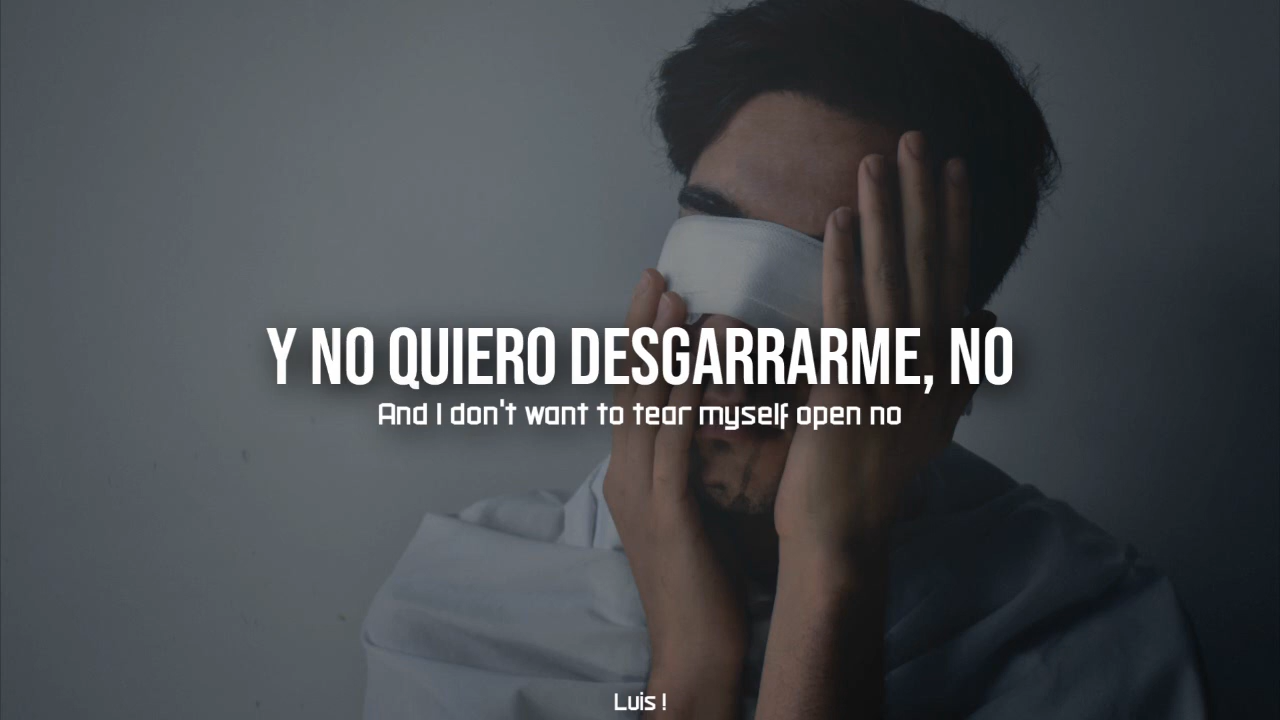 Y NO QUIERO DESGARRARME, NO
And I don't want to tear myself open no
Luis !